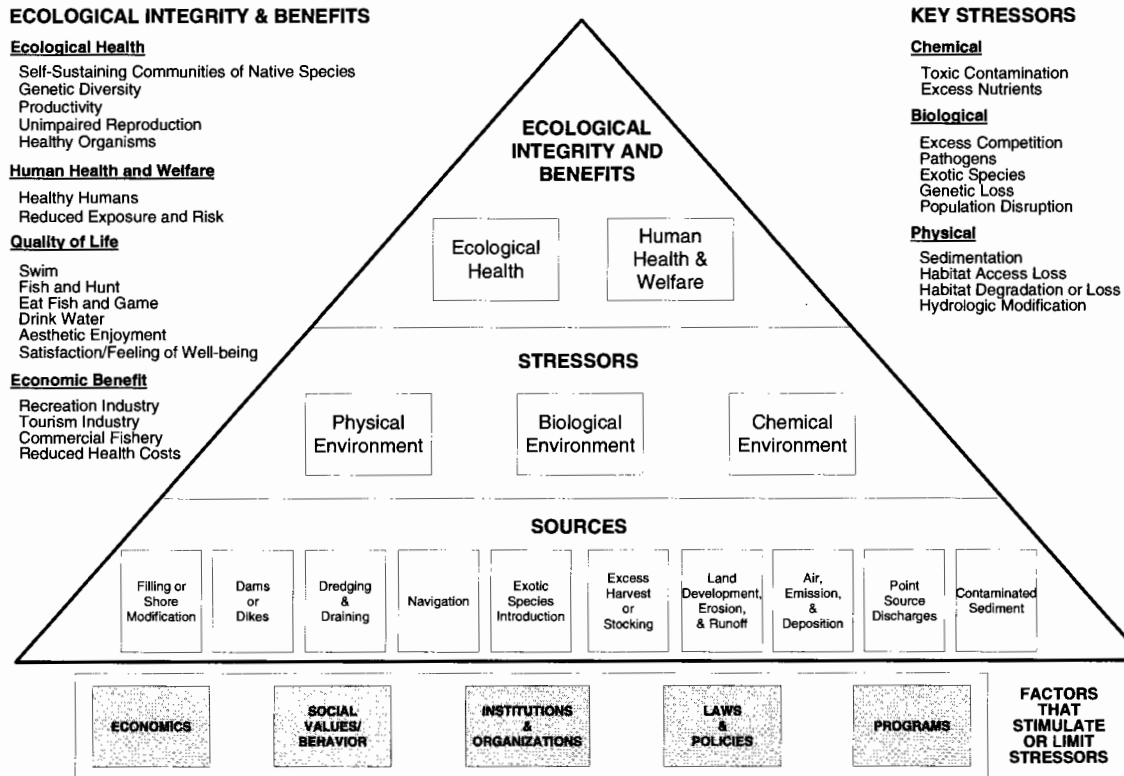 ECOLOGICAL INTEGRITY & BENEFITS
Ecological Health
Self-Sustaining Communities of Native Species
Genetic Diversity
Productivity
Unimpaired Reproduction
Healthy Organisms
Human Health and Welfare
Healthy Humans
Reduced Exposure and Risk
Quality of Life
Swim
Fish and Hunt
Eat Fish and Game
Drink Water
Aesthetic Enjoyment
Satisfaction/Feeling of Well-being
Economic Benefit
Recreation Industry
Tourism Industry
Commercial Fishery
Reduced Health Costs
KEY STRESSORS
Chemical
Toxic Contamination
Excess Nutrients
Biological
Excess Competition
Pathogens
Exotic Species
Genetic Loss
Population Disruption
Physical
Sedimentation
Habitat Access Loss
Habitat Degradation or Loss
Hydrologic Modification
ECOLOGICAL
INTEGRITY AND
BENEFITS
Ecological
Health
Human
Health &
Welfare
STRESSORS
Physical
Environment
Biological
Environment
Chemical
Environment
SOURCES
Filling or
Shore
Modification
Dams
or
Dikes
Dredging
&
Draining
Navigation
Exotic
Species
Introduction
Excess
Harvest
or
Stocking
Land
Development,
Erosion,
& Runoff
Air,
Emission,
&
Deposition
Point
Source
Discharges
Contaminated
Sediment
ECONOMICS
SOCIAL
VALUES/
BEHAVIOR
INSTITUTIONS
&
ORGANIZATIONS
LAWS
&
POLICIES
PROGRAMS
FACTORS
THAT
STIMULATE
OR LIMIT
STRESSORS